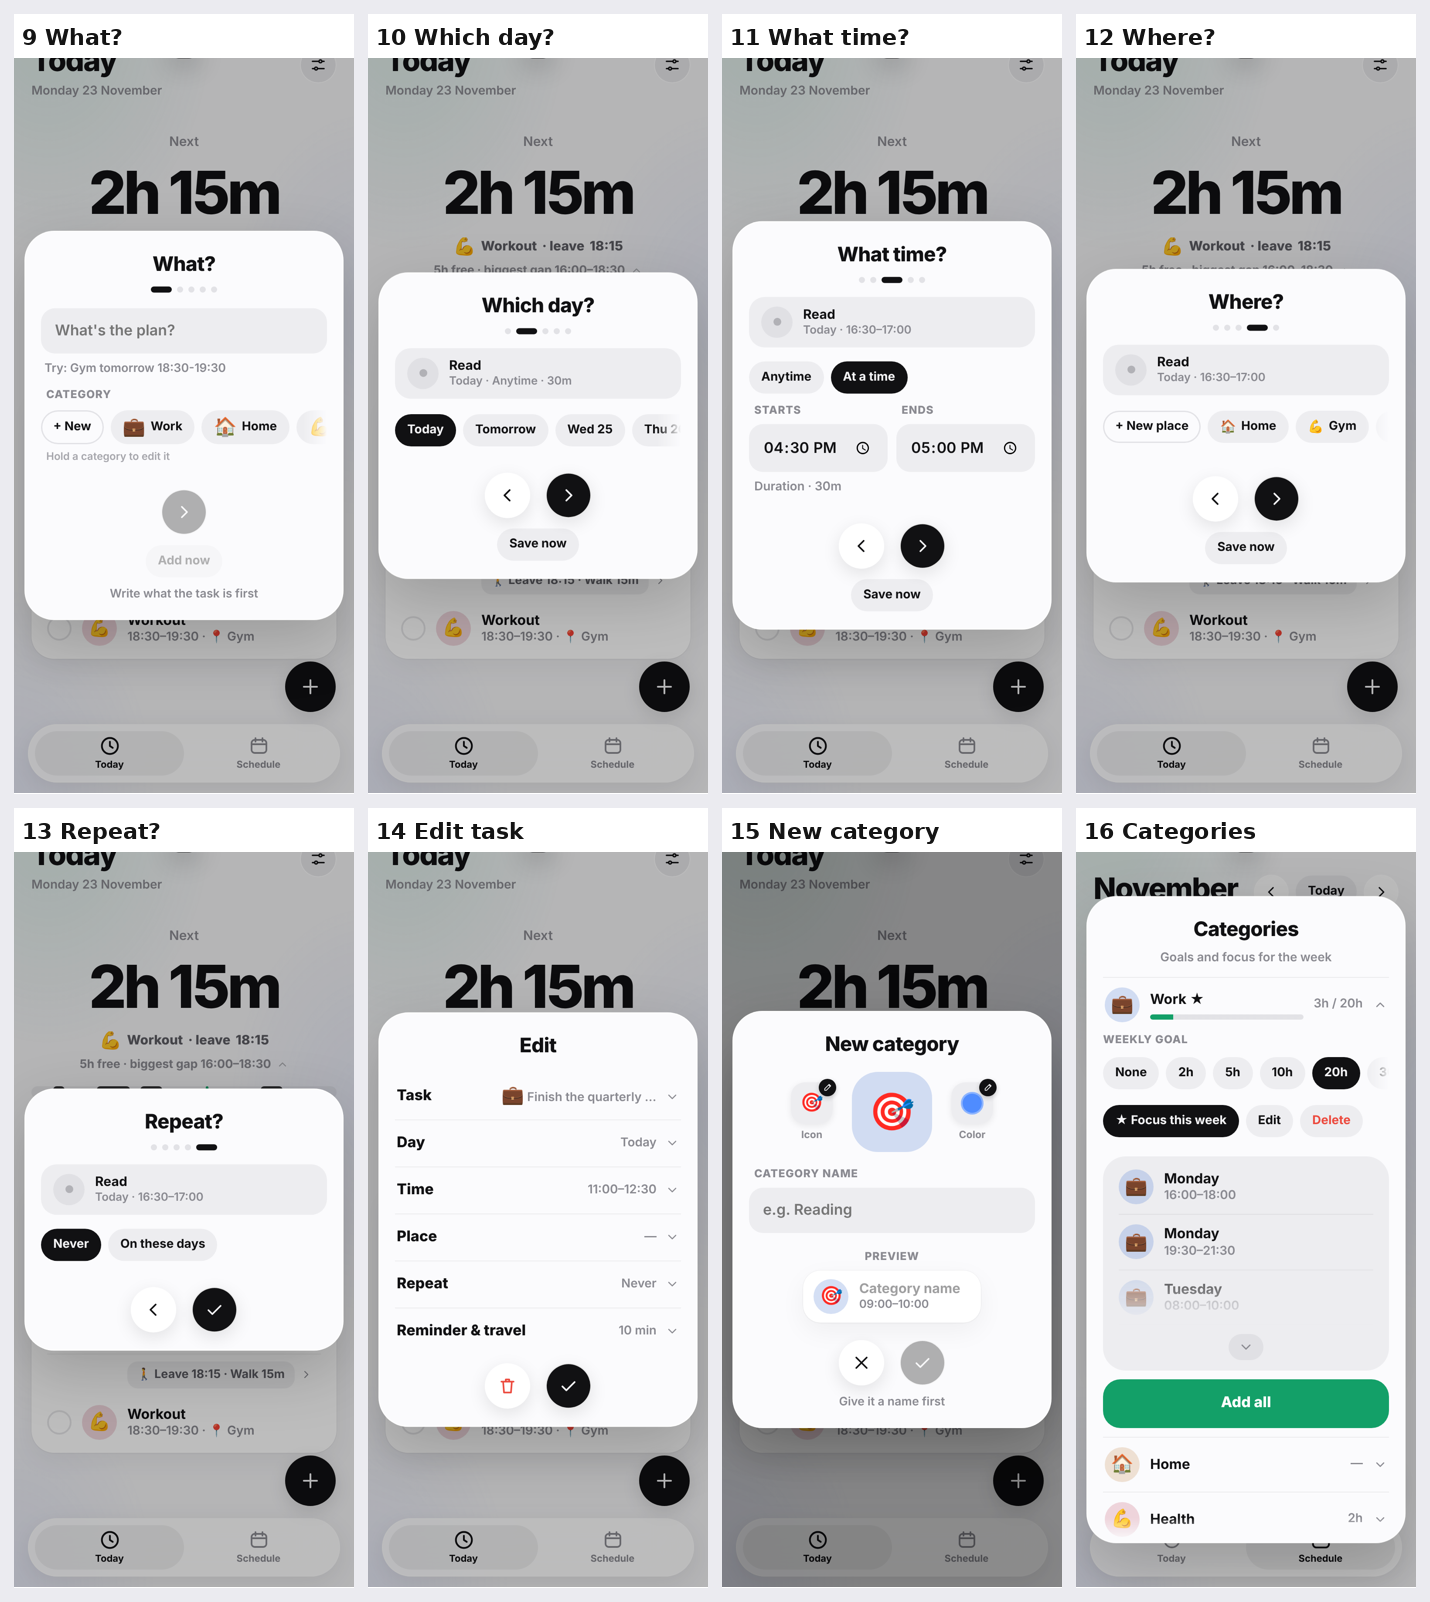 9 What?
Today
Monday 23 November
Next
2h 15m
What?
What's the plan?
Try: Gym tomorrow 18:30-19:30
CATEGORY
+ New
Work
Home
Hold a category to edit it
Add now
Write what the task is first
Workout
18:30–19:30 · Gym
Today
Schedule
10 Which day?
Today
Monday 23 November
Next
2h 15m
Workout · leave 18:15
5h free · biggest gap 16:00–18:30
Which day?
Read
Today · Anytime · 30m
Today
Tomorrow
Wed 25
Thu 2
Save now
Leave 18:15 · Walk 15m
Workout
18:30–19:30 · Gym
Today
Schedule
11 What time?
Today
Monday 23 November
Next
2h 15m
What time?
Read
Today · 16:30–17:00
Anytime
At a time
STARTS
ENDS
04:30 PM
05:00 PM
Duration · 30m
Save now
18:30–19:30 · Gym
Today
Schedule
12 Where?
Today
Monday 23 November
Next
2h 15m
Workout · leave 18:15
5h free · biggest gap 16:00–18:30
Where?
Read
Today · 16:30–17:00
+ New place
Home
Gym
Save now
Leave 18:15 · Walk 15m
Workout
18:30–19:30 · Gym
Today
Schedule
13 Repeat?
Today
Monday 23 November
Next
2h 15m
Workout · leave 18:15
5h free · biggest gap 16:00–18:30
Repeat?
Read
Today · 16:30–17:00
Never
On these days
Leave 18:15 · Walk 15m
Workout
18:30–19:30 · Gym
Today
Schedule
14 Edit task
Today
Monday 23 November
Next
2h 15m
Edit
Task
Finish the quarterly ...
Day
Today
Time
11:00–12:30
Place
—
Repeat
Never
Reminder & travel
10 min
18:30–19:30 · Gym
Today
Schedule
15 New category
Today
Monday 23 November
Next
2h 15m
New category
Icon
Color
CATEGORY NAME
e.g. Reading
PREVIEW
Category name
09:00–10:00
Give it a name first
18:30–19:30 · Gym
Today
Schedule
16 Categories
November
Today
Categories
Goals and focus for the week
Work ★
3h / 20h
WEEKLY GOAL
None
2h
5h
10h
20h
3
★ Focus this week
Edit
Delete
Monday
16:00–18:00
Monday
19:30–21:30
Tuesday
08:00–10:00
Add all
Home
—
Health
2h
Today
Schedule